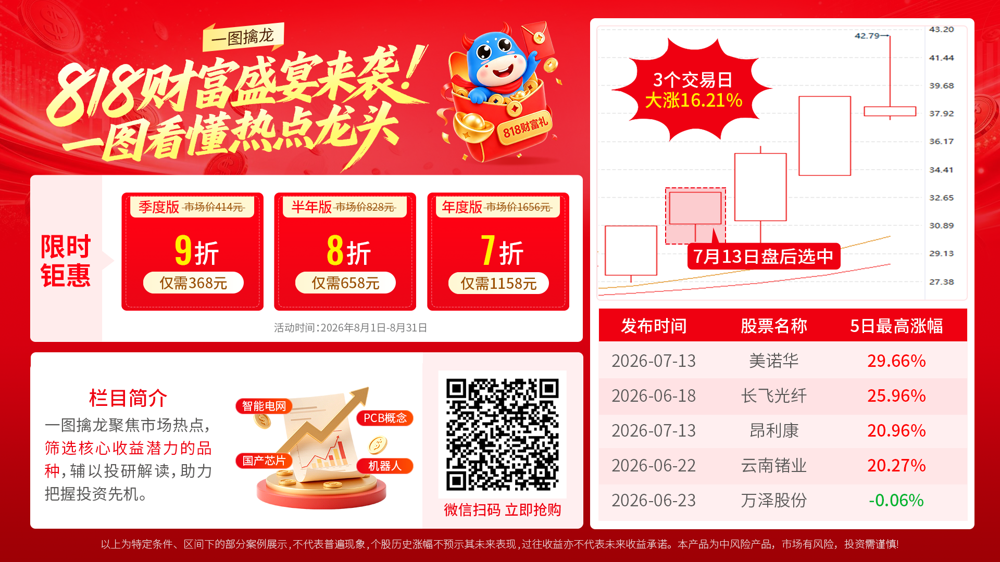 一图擒龙
818财富盛宴来袭!
一图看懂热点龙头
818财富礼
限时
钜惠
季度版 市场价414元
9折
仅需368元
半年版 市场价828元
8折
仅需658元
年度版 市场价1656元
7折
仅需1158元
活动时间:2026年8月1日-8月31日
栏目简介
一图擒龙聚焦市场热点,
筛选核心收益潜力的品
种,辅以投研解读,助力
把握投资先机。
智能电网
PCB概念
国产芯片
机器人
微信扫码 立即抢购
3个交易日
大涨16.21%
42.79
43.20
41.44
39.68
37.92
36.17
34.41
32.65
30.89
29.13
27.38
7月13日盘后选中
发布时间 股票名称 5日最高涨幅
2026-07-13 美诺华 29.66%
2026-06-18 长飞光纤 25.96%
2026-07-13 昂利康 20.96%
2026-06-22 云南锗业 20.27%
2026-06-23 万泽股份 -0.06%
以上为特定条件、区间下的部分案例展示,不代表普遍现象,个股历史涨幅不预示其未来表现,过往收益亦不代表未来收益承诺。本产品为中风险产品，市场有风险，投资需谨慎!